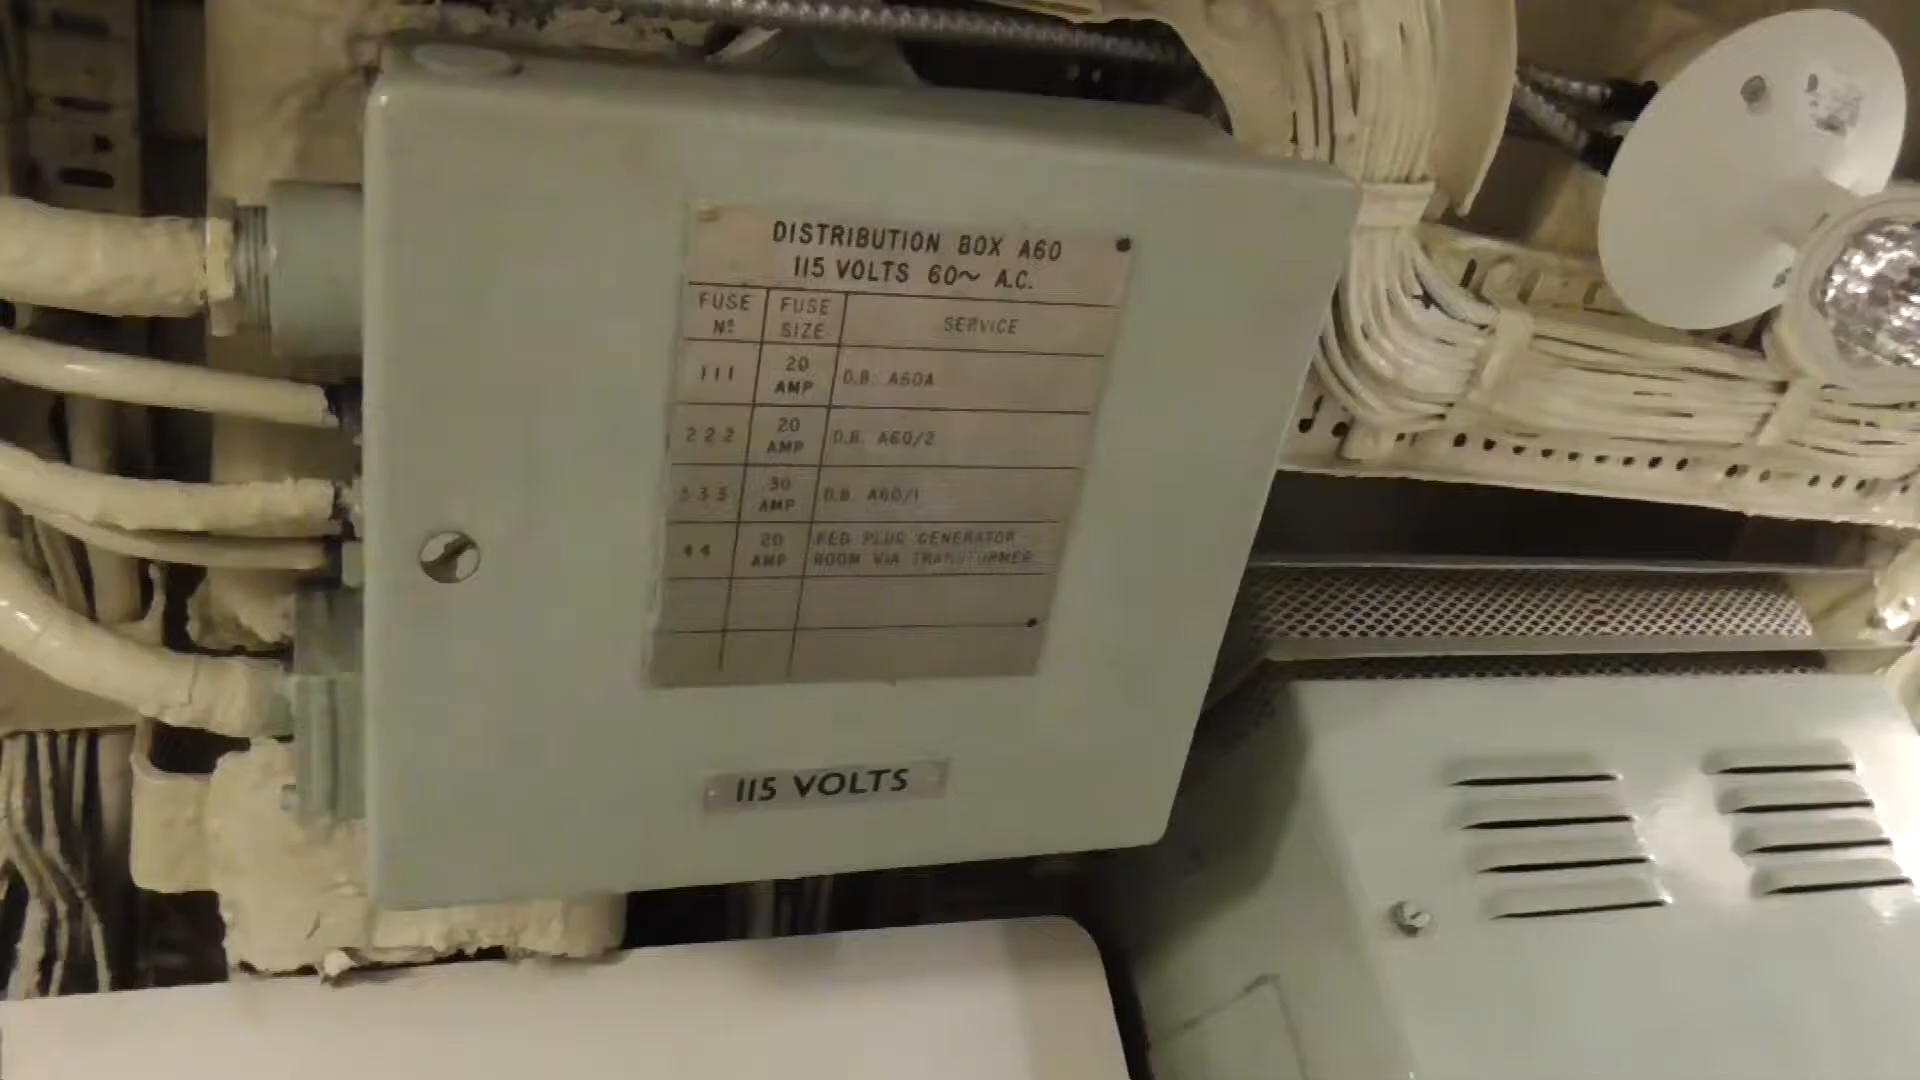 DISTRIBUTION BOX A60
115 VOLTS 60~ A.C.
FUSE Nº FUSE SIZE SERVICE
111 20 AMP D.B. A60A
222 20 AMP D.B. A60/2
333 30 AMP D.B. A60/1
44 20 AMP RED PLUG GENERATOR
ROOM VIA TRANSFORMER
115 VOLTS